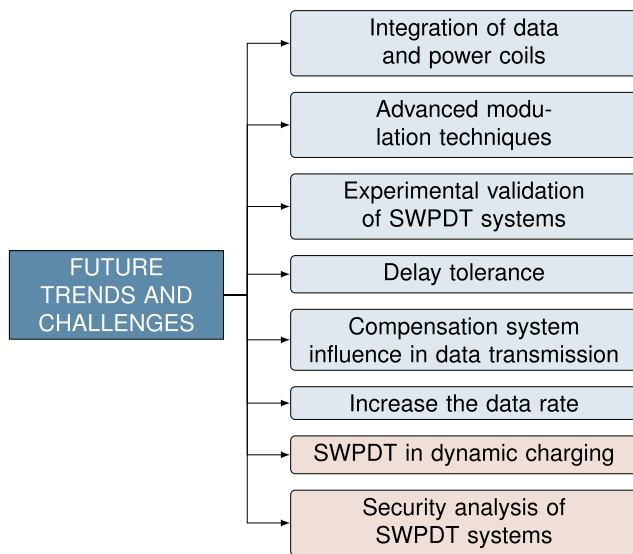 Integration of data
and power coils
Advanced modu-
lation techniques
Experimental validation
of SWPDT systems
FUTURE
TRENDS AND
CHALLENGES
Delay tolerance
Compensation system
influence in data transmission
Increase the data rate
SWPDT in dynamic charging
Security analysis of
SWPDT systems